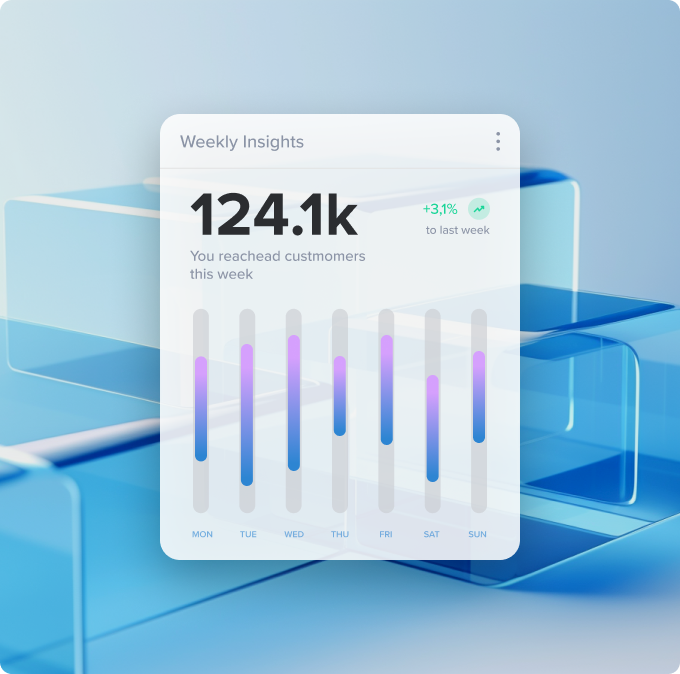 Weekly Insights
124.1k
+3,1%
to last week
You reachead custmomers
this week
MON TUE WED THU FRI SAT SUN